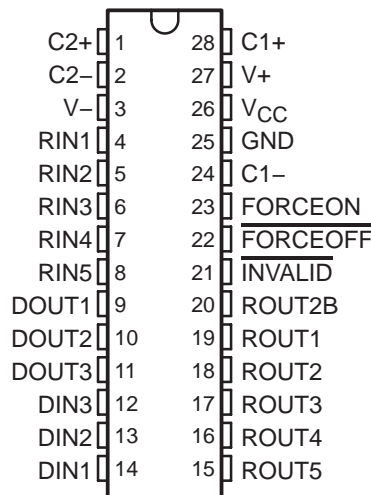 C2+ 1 28 C1+
C2− 2 27 V+
V− 3 26 VCC
RIN1 4 25 GND
RIN2 5 24 C1−
RIN3 6 23 FORCEON
RIN4 7 22 FORCEOFF
RIN5 8 21 INVALID
DOUT1 9 20 ROUT2B
DOUT2 10 19 ROUT1
DOUT3 11 18 ROUT2
DIN3 12 17 ROUT3
DIN2 13 16 ROUT4
DIN1 14 15 ROUT5